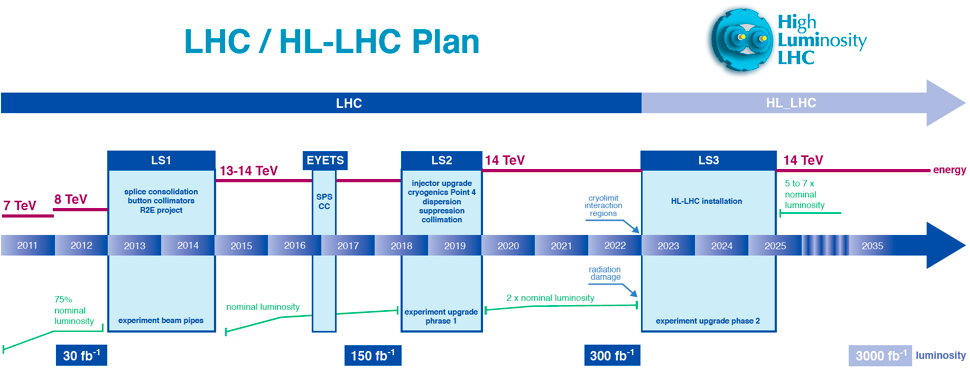 LHC / HL-LHC Plan
High
Luminosity
LHC
LHC
HL_LHC
LS1
EYETS
LS2
LS3
7 TeV
8 TeV
13-14 TeV
14 TeV
14 TeV
energy
splice consolidation
button collimators
R2E project
SPS
CC
injector upgrade
cryogenics Point 4
dispersion
suppression
collimation
cryolimit
interaction
regions
HL-LHC installation
5 to 7 x
nominal
luminosity
2011
2012
2013
2014
2015
2016
2017
2018
2019
2020
2021
2022
2023
2024
2025
2035
75%
nominal
luminosity
experiment beam pipes
nominal luminosity
experiment upgrade
phrase 1
2 x nominal luminosity
radiation
damage
experiment upgrade phase 2
30 fb-1
150 fb-1
300 fb-1
3000 fb-1
luminosity